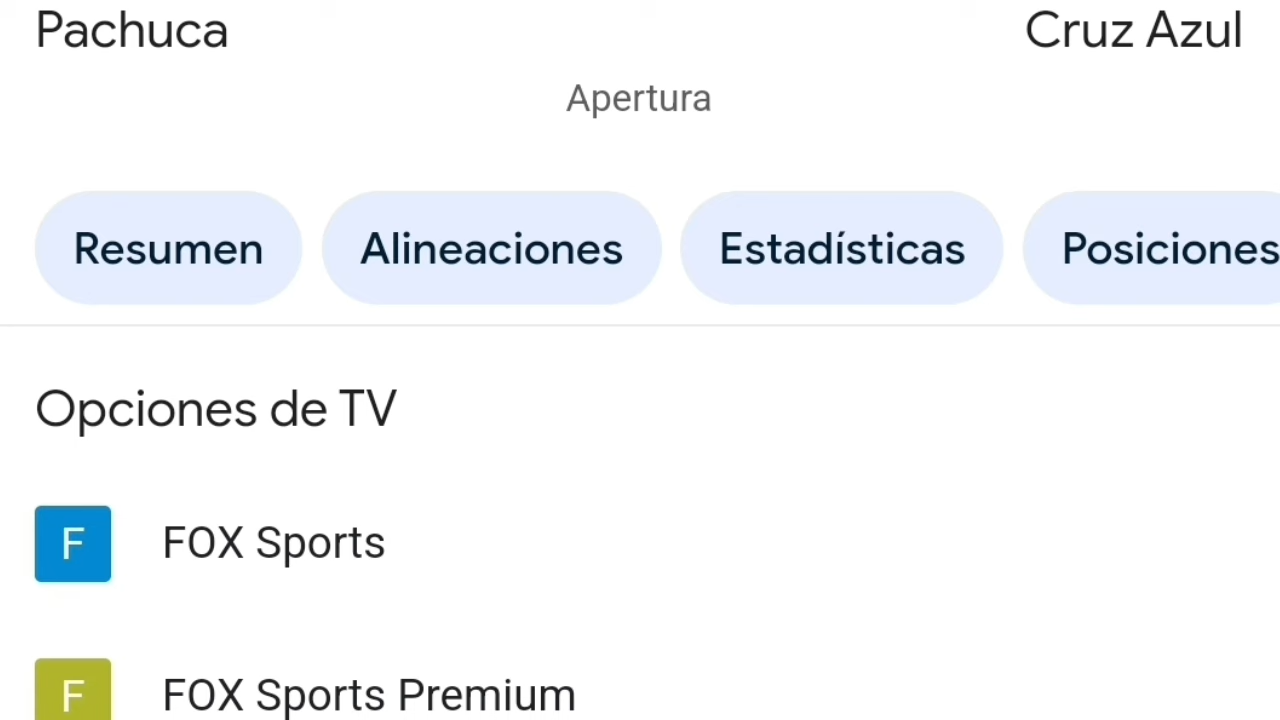 Pachuca Cruz Azul
Apertura
Resumen Alineaciones Estadísticas Posiciones
Opciones de TV
F FOX Sports
F FOX Sports Premium